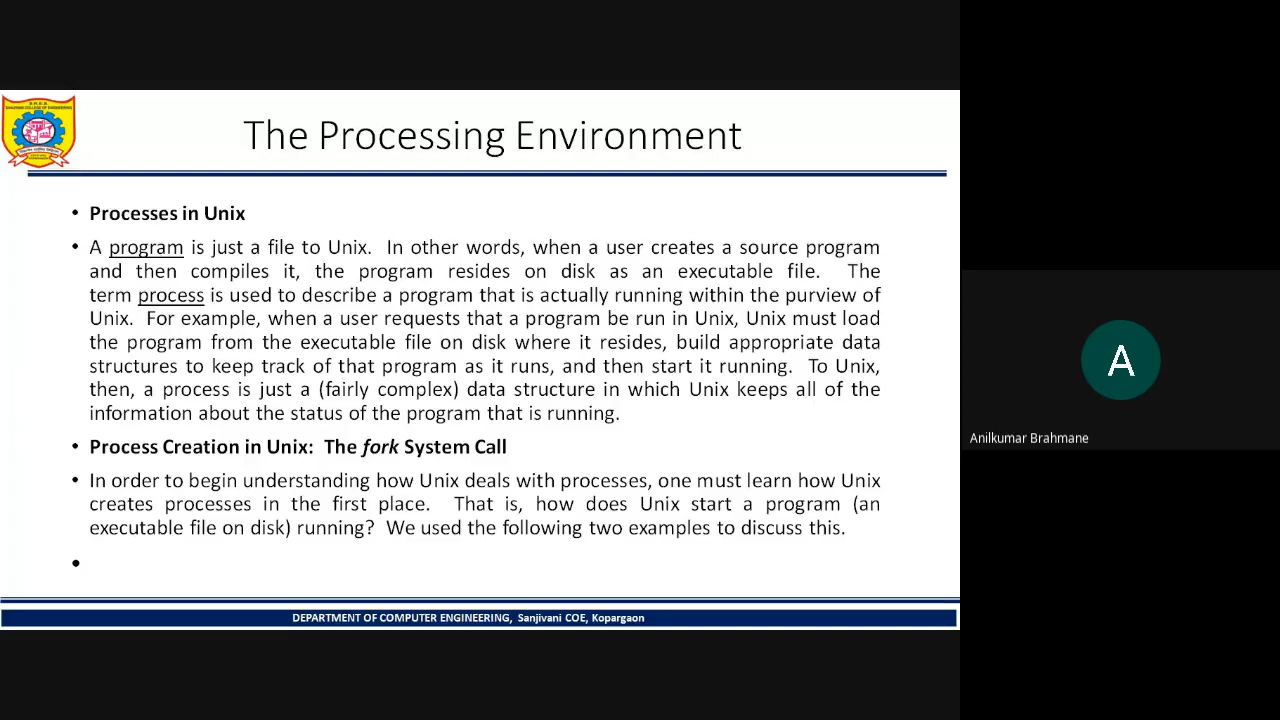 The Processing Environment
• Processes in Unix
• A program is just a file to Unix. In other words, when a user creates a source program
and then compiles it, the program resides on disk as an executable file. The
term process is used to describe a program that is actually running within the purview of
Unix. For example, when a user requests that a program be run in Unix, Unix must load
the program from the executable file on disk where it resides, build appropriate data
structures to keep track of that program as it runs, and then start it running. To Unix,
then, a process is just a (fairly complex) data structure in which Unix keeps all of the
information about the status of the program that is running.
• Process Creation in Unix: The fork System Call
• In order to begin understanding how Unix deals with processes, one must learn how Unix
creates processes in the first place. That is, how does Unix start a program (an
executable file on disk) running? We used the following two examples to discuss this.
•
DEPARTMENT OF COMPUTER ENGINEERING, Sanjivani COE, Kopargaon
A
Anilkumar Brahmane